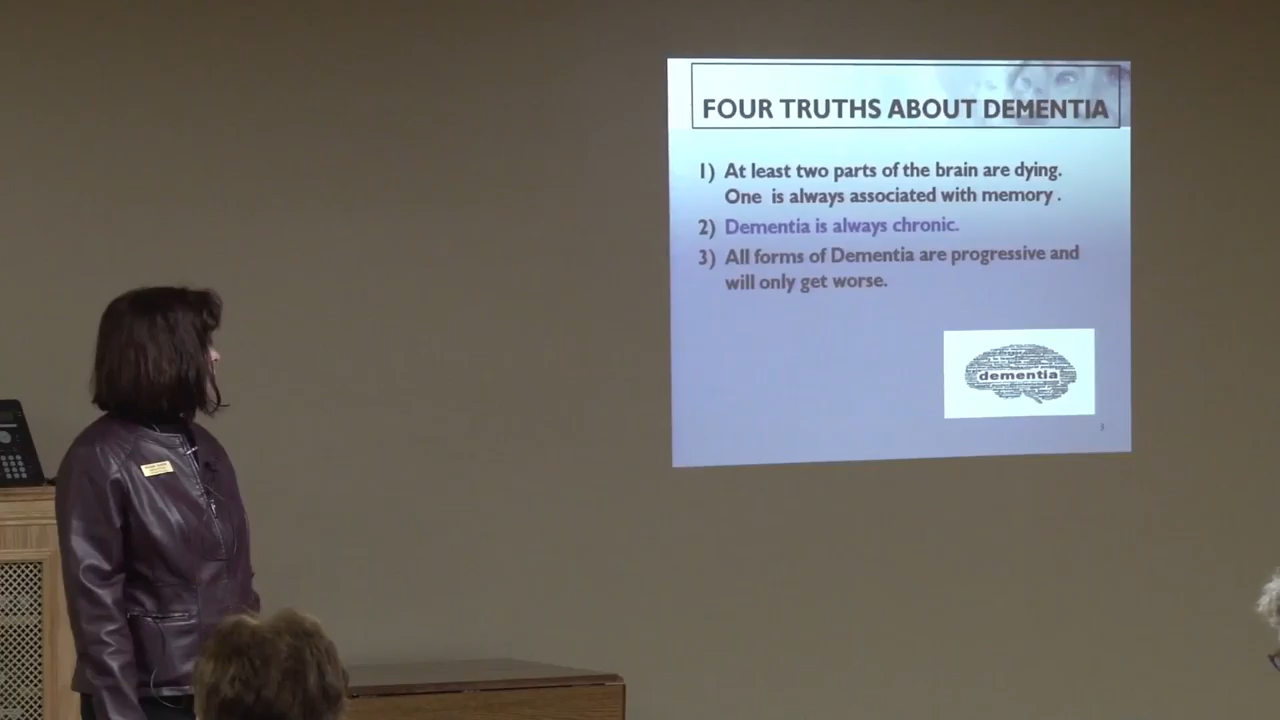 FOUR TRUTHS ABOUT DEMENTIA
1) At least two parts of the brain are dying.
One is always associated with memory .
2) Dementia is always chronic.
3) All forms of Dementia are progressive and
will only get worse.
dementia
3